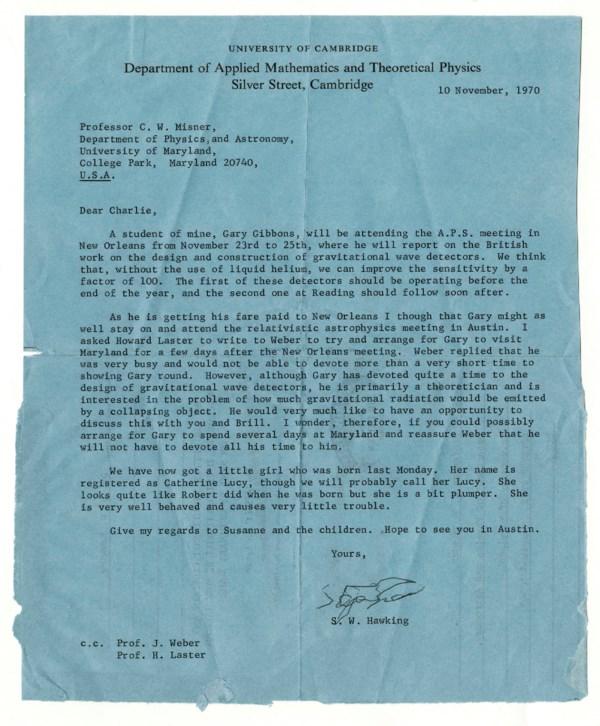 UNIVERSITY OF CAMBRIDGE
Department of Applied Mathematics and Theoretical Physics
Silver Street, Cambridge
10 November, 1970
Professor C. W. Misner,
Department of Physics and Astronomy,
University of Maryland,
College Park, Maryland 20740,
U.S.A.
Dear Charlie,
A student of mine, Gary Gibbons, will be attending the A.P.S. meeting in
New Orleans from November 23rd to 25th, where he will report on the British
work on the design and construction of gravitational wave detectors. We think
that, without the use of liquid helium, we can improve the sensitivity by a
factor of 100. The first of these detectors should be operating before the
end of the year, and the second one at Reading should follow soon after.
As he is getting his fare paid to New Orleans I though that Gary might as
well stay on and attend the relativistic astrophysics meeting in Austin. I
asked Howard Laster to write to Weber to try and arrange for Gary to visit
Maryland for a few days after the New Orleans meeting. Weber replied that he
was very busy and would not be able to devote more than a very short time to
showing Gary round. However, although Gary has devoted quite a time to the
design of gravitational wave detectors, he is primarily a theoretician and is
interested in the problem of how much gravitational radiation would be emitted
by a collapsing object. He would very much like to have an opportunity to
discuss this with you and Brill. I wonder, therefore, if you could possibly
arrange for Gary to spend several days at Maryland and reassure Weber that he
will not have to devote all his time to him.
We have now got a little girl who was born last Monday. Her name is
registered as Catherine Lucy, though we will probably call her Lucy. She
looks quite like Robert did when he was born but she is a bit plumper. She
is very well behaved and causes very little trouble.
Give my regards to Susanne and the children. Hope to see you in Austin.
Yours,
S. W. Hawking
c.c. Prof. J. Weber
Prof. H. Laster